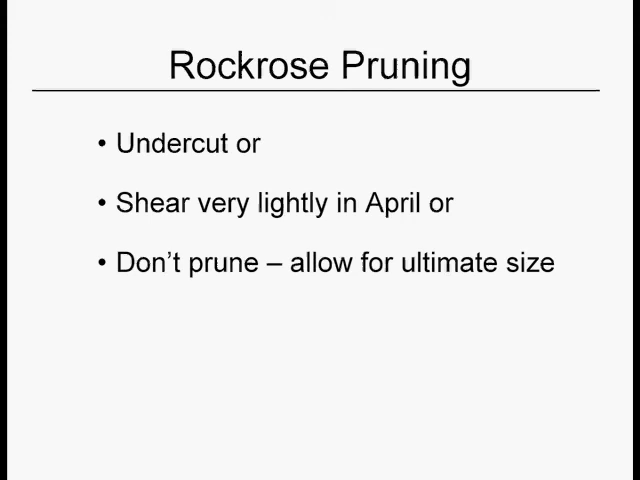 Rockrose Pruning
• Undercut or
• Shear very lightly in April or
• Don’t prune – allow for ultimate size